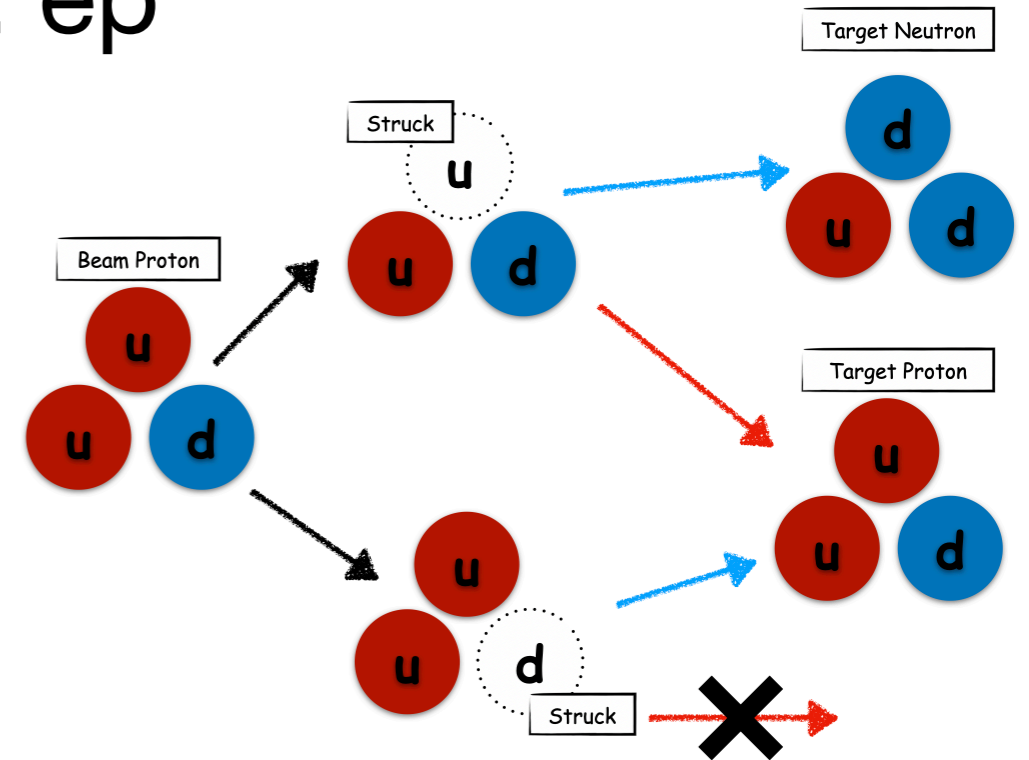 ep
Target Neutron
d
u d
Struck
u
u d
Beam Proton
u
u d
Target Proton
u
u d
u
u d
Struck